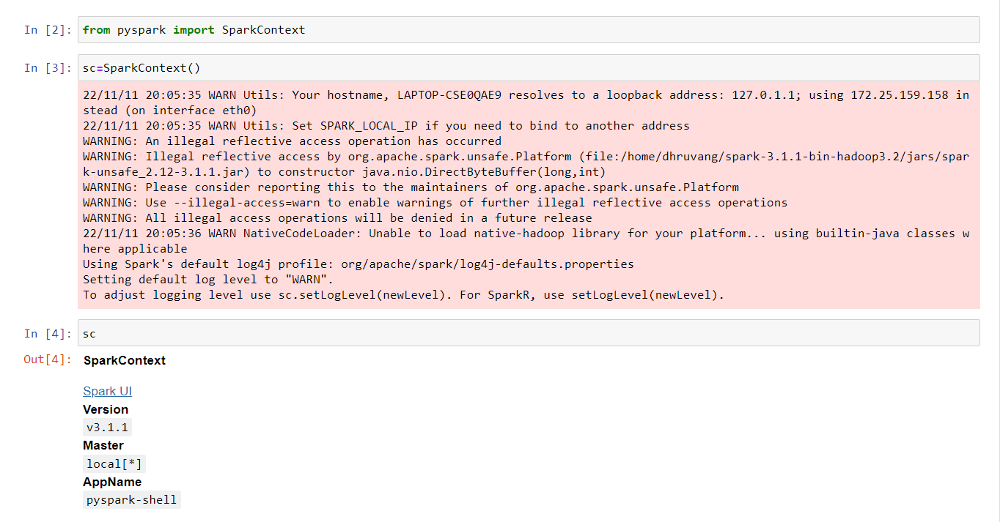 In [2]: from pyspark import SparkContext
In [3]: sc=SparkContext()
22/11/11 20:05:35 WARN Utils: Your hostname, LAPTOP-CSE0QAE9 resolves to a loopback address: 127.0.1.1; using 172.25.159.158 in
stead (on interface eth0)
22/11/11 20:05:35 WARN Utils: Set SPARK_LOCAL_IP if you need to bind to another address
WARNING: An illegal reflective access operation has occurred
WARNING: Illegal reflective access by org.apache.spark.unsafe.Platform (file:/home/dhruvang/spark-3.1.1-bin-hadoop3.2/jars/spar
k-unsafe_2.12-3.1.1.jar) to constructor java.nio.DirectByteBuffer(long,int)
WARNING: Please consider reporting this to the maintainers of org.apache.spark.unsafe.Platform
WARNING: Use --illegal-access=warn to enable warnings of further illegal reflective access operations
WARNING: All illegal access operations will be denied in a future release
22/11/11 20:05:36 WARN NativeCodeLoader: Unable to load native-hadoop library for your platform... using builtin-java classes w
here applicable
Using Spark's default log4j profile: org/apache/spark/log4j-defaults.properties
Setting default log level to "WARN".
To adjust logging level use sc.setLogLevel(newLevel). For SparkR, use setLogLevel(newLevel).
In [4]: sc
Out[4]: SparkContext
Spark UI
Version
v3.1.1
Master
local[*]
AppName
pyspark-shell